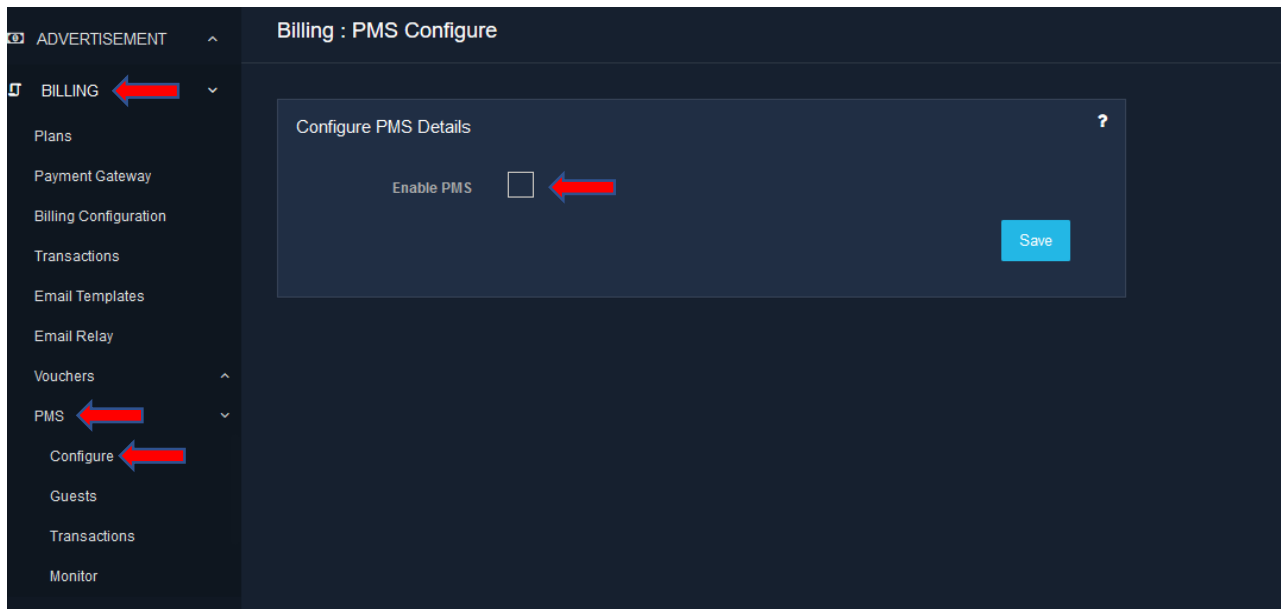 ADVERTISEMENT
BILLING
Plans
Payment Gateway
Billing Configuration
Transactions
Email Templates
Email Relay
Vouchers
PMS
Configure
Guests
Transactions
Monitor
Billing : PMS Configure
Configure PMS Details
?
Enable PMS
Save